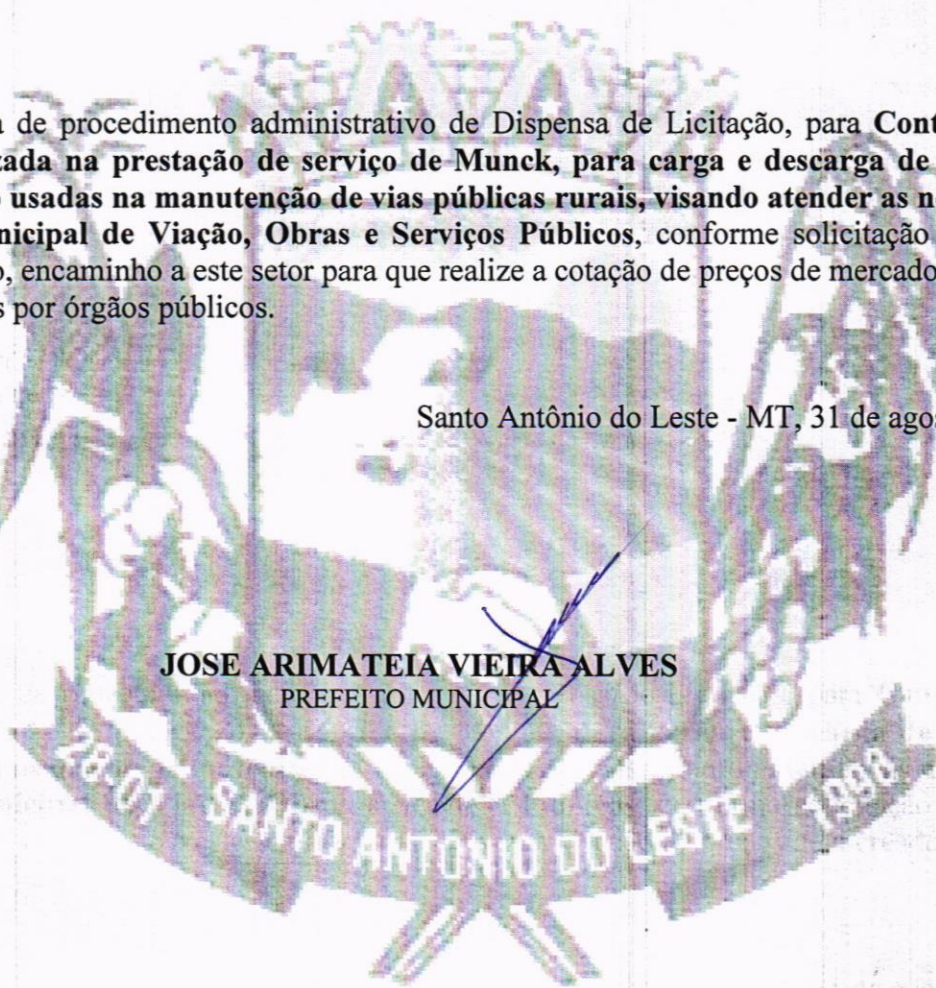 de procedimento administrativo de Dispensa de Licitação, para Cont
zada na prestação de serviço de Munck, para carga e descarga de
usadas na manutenção de vias públicas rurais, visando atender as n
nicipal de Viação, Obras e Serviços Públicos, conforme solicitação
o, encaminho a este setor para que realize a cotação de preços de mercado
s por órgãos públicos.
Santo Antônio do Leste - MT, 31 de agos
JOSE ARIMATEIA VIEIRA ALVES
PREFEITO MUNICIPAL
28-01 SANTO ANTONIO DO LESTE 1998